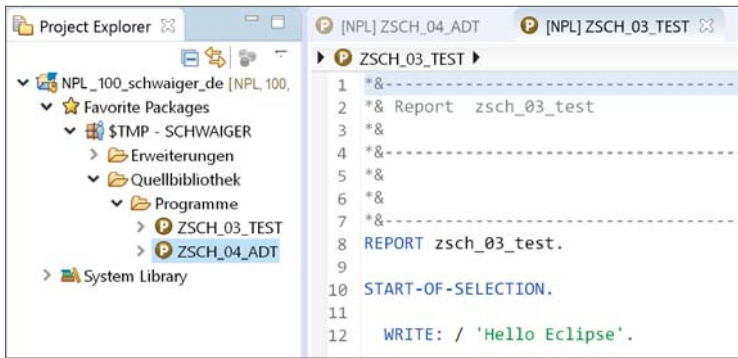 Project Explorer
NPL_100_schwaiger_de [NPL, 100,
Favorite Packages
$TMP - SCHWAIGER
Erweiterungen
Quellbibliothek
Programme
P ZSCH_03_TEST
P ZSCH_04_ADT
System Library
P [NPL] ZSCH_04_ADT
P [NPL] ZSCH_03_TEST
P ZSCH_03_TEST
1 *&---------------------------------------
2 *& Report  zsch_03_test
3 *&
4 *&---------------------------------------
5 *&
6 *&
7 *&---------------------------------------
8 REPORT zsch_03_test.
9
10 START-OF-SELECTION.
11
12   WRITE: / 'Hello Eclipse'.